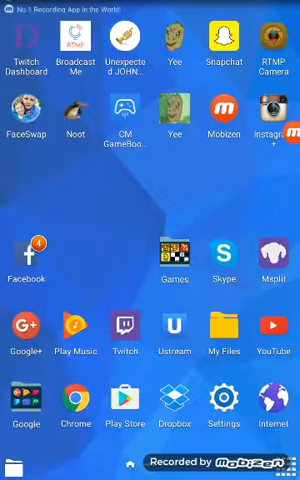 No 1 Recording App in the World!
Twitch Dashboard
Broadcast Me
Unexpected JOHN...
Yee
Snapchat
RTMP Camera
RTMP
FaceSwap
Noot
CM GameBoo...
Yee
Mobizen
Instagr... +
4
Facebook
Games
Skype
Msplit
Google+
Play Music
Twitch
Ustream
My Files
YouTube
Google
Chrome
Play Store
Dropbox
Settings
Internet
Recorded by Mobizen